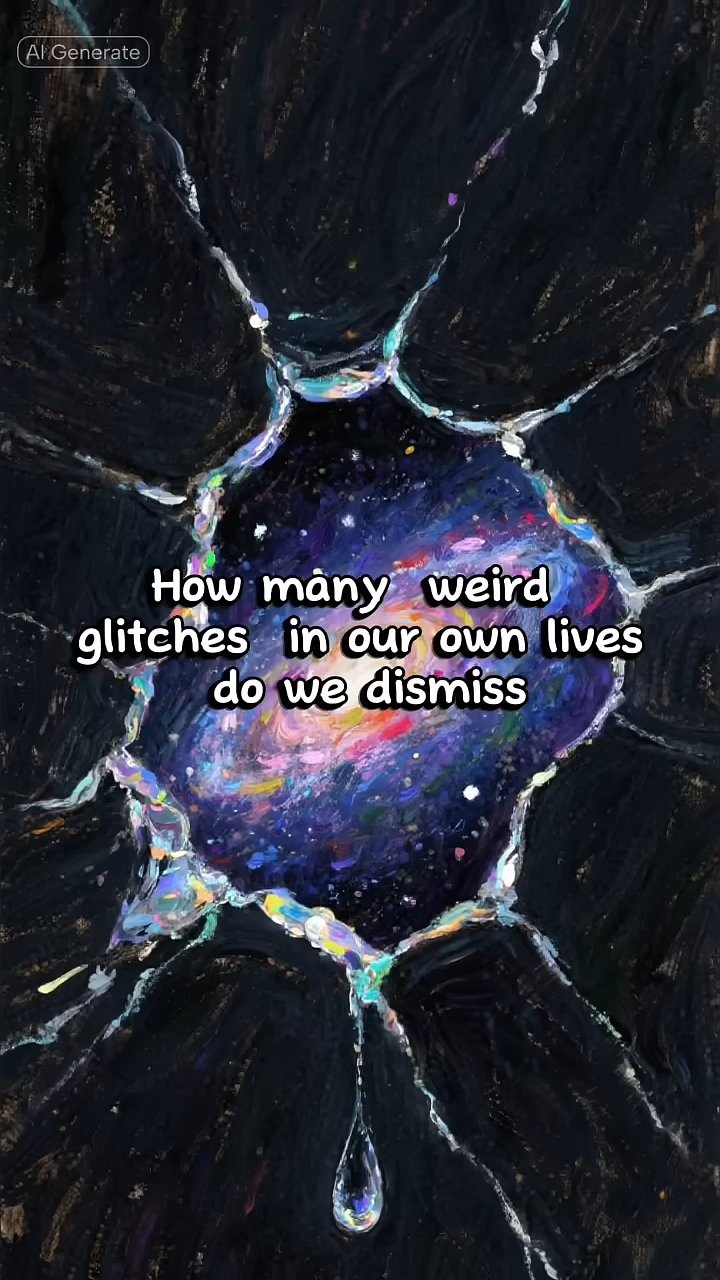 AI Generate
How many weird
glitches in our own lives
do we dismiss